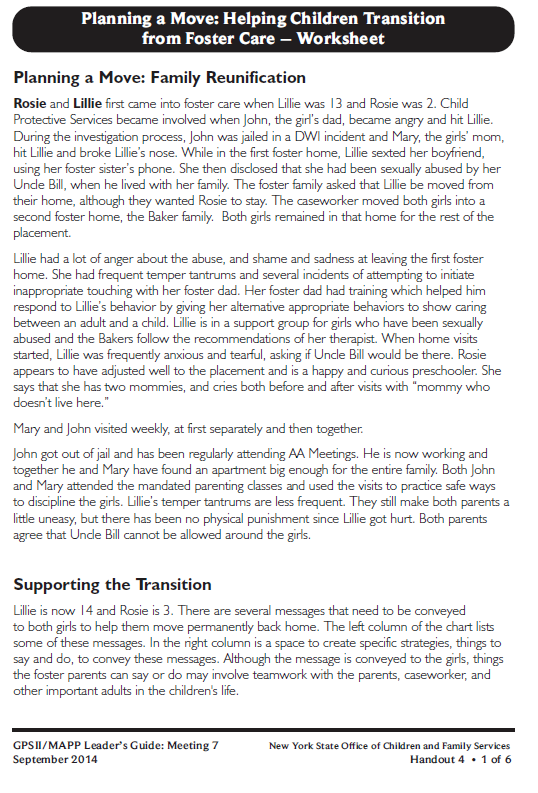 Planning a Move: Helping Children Transition
from Foster Care – Worksheet
Planning a Move: Family Reunification
Rosie and Lillie first came into foster care when Lillie was 13 and Rosie was 2. Child
Protective Services became involved when John, the girl's dad, became angry and hit Lillie.
During the investigation process, John was jailed in a DWI incident and Mary, the girls' mom,
hit Lillie and broke Lillie's nose. While in the first foster home, Lillie sexted her boyfriend,
using her foster sister's phone. She then disclosed that she had been sexually abused by her
Uncle Bill, when he lived with her family. The foster family asked that Lillie be moved from
their home, although they wanted Rosie to stay. The caseworker moved both girls into a
second foster home, the Baker family.  Both girls remained in that home for the rest of the
placement.
Lillie had a lot of anger about the abuse, and shame and sadness at leaving the first foster
home. She had frequent temper tantrums and several incidents of attempting to initiate
inappropriate touching with her foster dad. Her foster dad had training which helped him
respond to Lillie's behavior by giving her alternative appropriate behaviors to show caring
between an adult and a child. Lillie is in a support group for girls who have been sexually
abused and the Bakers follow the recommendations of her therapist. When home visits
started, Lillie was frequently anxious and tearful, asking if Uncle Bill would be there. Rosie
appears to have adjusted well to the placement and is a happy and curious preschooler. She
says that she has two mommies, and cries both before and after visits with "mommy who
doesn't live here."
Mary and John visited weekly, at first separately and then together.
John got out of jail and has been regularly attending AA Meetings. He is now working and
together he and Mary have found an apartment big enough for the entire family. Both John
and Mary attended the mandated parenting classes and used the visits to practice safe ways
to discipline the girls. Lillie's temper tantrums are less frequent. They still make both parents a
little uneasy, but there has been no physical punishment since Lillie got hurt. Both parents
agree that Uncle Bill cannot be allowed around the girls.
Supporting the Transition
Lillie is now 14 and Rosie is 3. There are several messages that need to be conveyed
to both girls to help them move permanently back home. The left column of the chart lists
some of these messages. In the right column is a space to create specific strategies, things to
say and do, to convey these messages. Although the message is conveyed to the girls, things
the foster parents can say or do may involve teamwork with the parents, caseworker, and
other important adults in the children's life.
GPSII/MAPP Leader's Guide: Meeting 7
September 2014
New York State Office of Children and Family Services
Handout 4 • 1 of 6